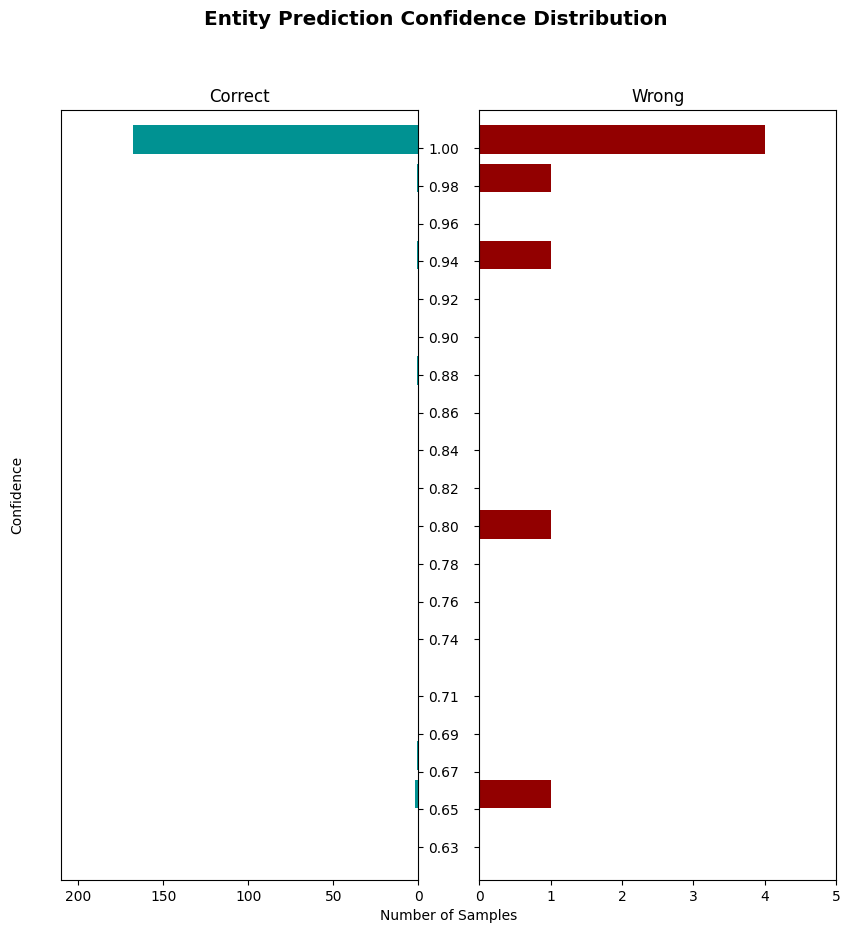 Entity Prediction Confidence Distribution
Correct
Wrong
1.00
0.98
0.96
0.94
0.92
0.90
0.88
0.86
0.84
0.82
0.80
0.78
0.76
0.74
0.71
0.69
0.67
0.65
0.63
Confidence
200 150 100 50 0
0 1 2 3 4 5
Number of Samples